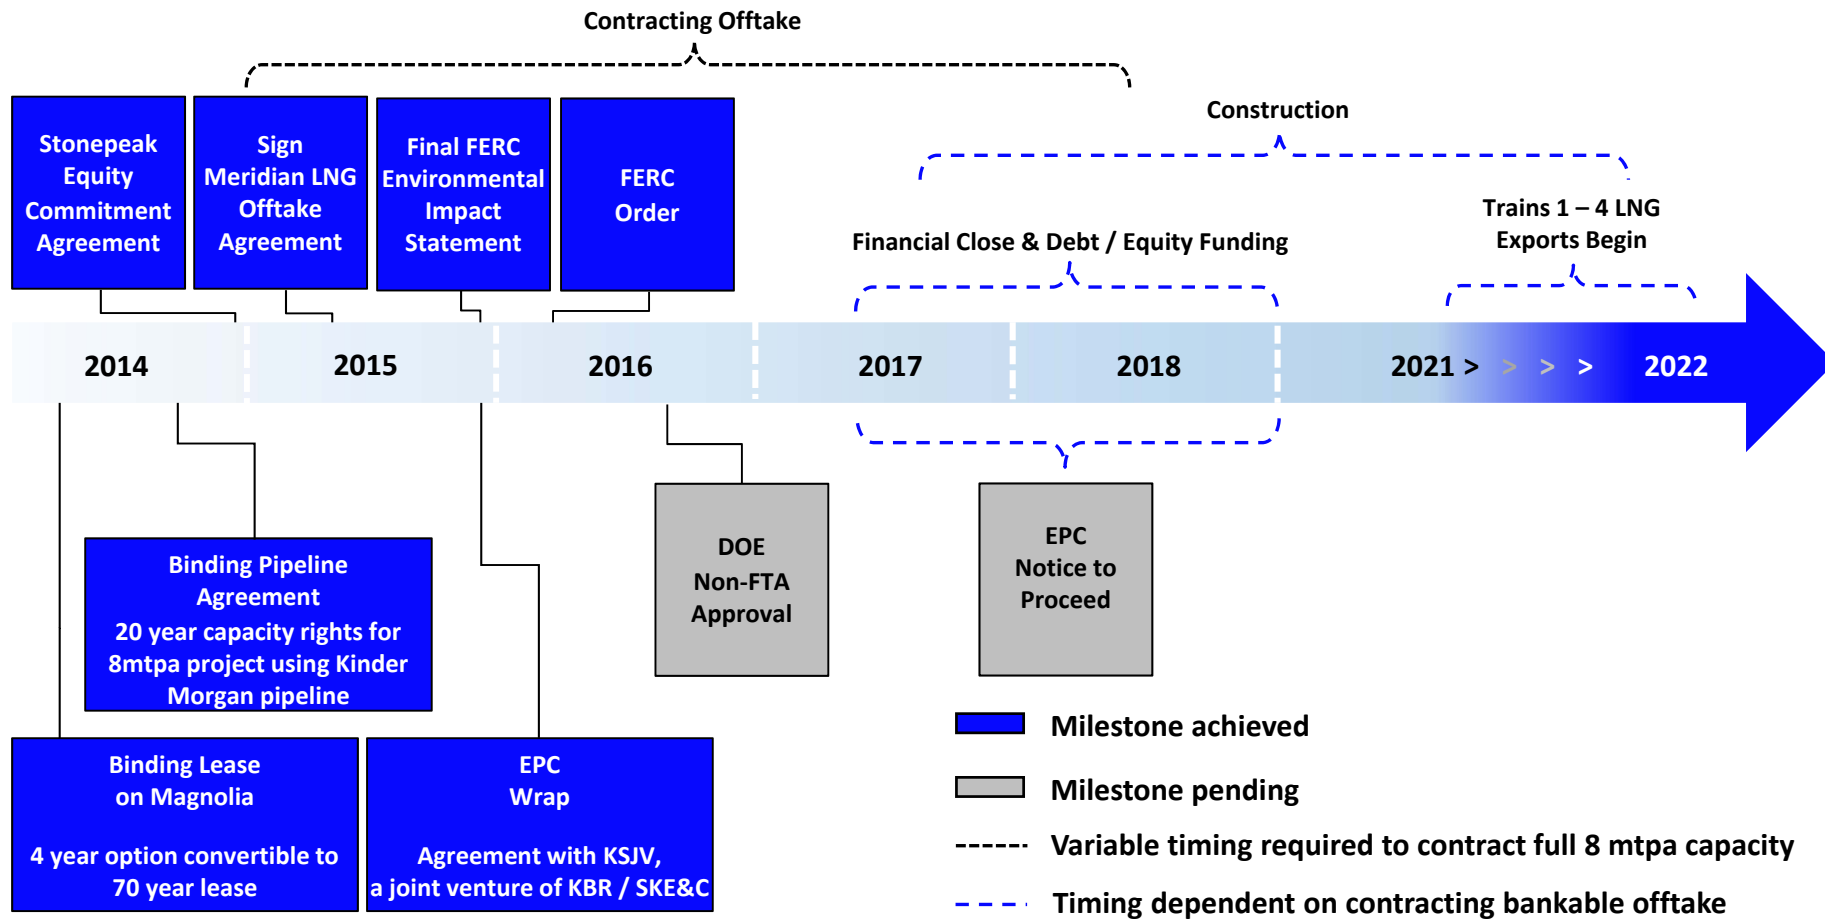 Contracting Offtake
Construction
Stonepeak
Equity
Commitment
Agreement
Sign
Meridian LNG
Offtake
Agreement
Final FERC
Environmental
Impact
Statement
FERC
Order
Financial Close & Debt / Equity Funding
Trains 1 – 4 LNG
Exports Begin
2014 2015 2016 2017 2018 2021 > > > > 2022
Binding Pipeline
Agreement
20 year capacity rights for
8mtpa project using Kinder
Morgan pipeline
DOE
Non-FTA
Approval
EPC
Notice to
Proceed
Binding Lease
on Magnolia
4 year option convertible to
70 year lease
EPC
Wrap
Agreement with KSJV,
a joint venture of KBR / SKE&C
Milestone achieved
Milestone pending
Variable timing required to contract full 8 mtpa capacity
Timing dependent on contracting bankable offtake